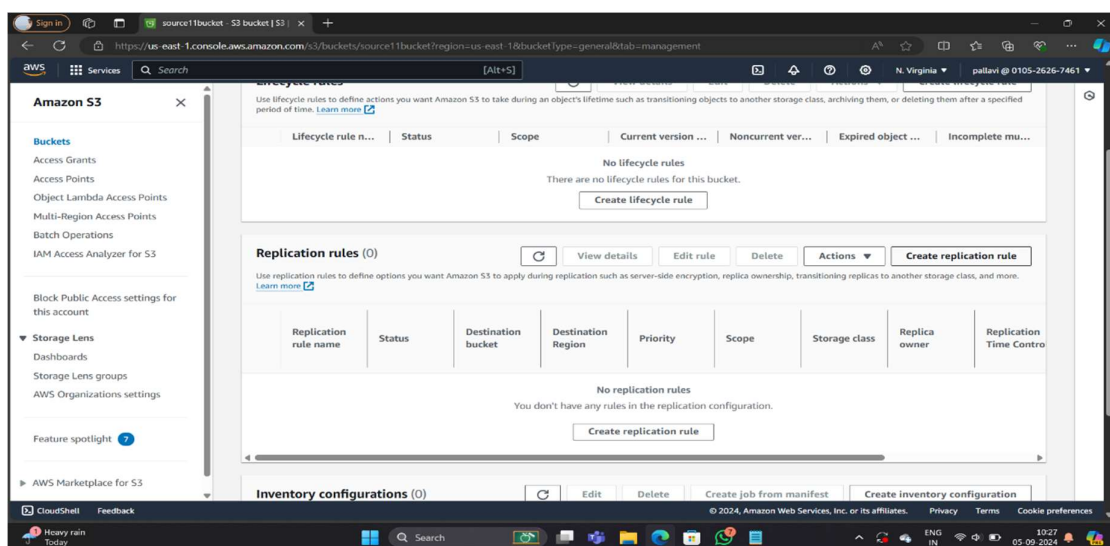 Sign in
source11bucket - S3 bucket | S3 |
https://us-east-1.console.aws.amazon.com/s3/buckets/source11bucket?region=us-east-1&bucketType=general&tab=management
aws Services Search [Alt+S] N. Virginia ▼ pallavi @ 0105-2626-7461 ▼
Amazon S3
Buckets
Access Grants
Access Points
Object Lambda Access Points
Multi-Region Access Points
Batch Operations
IAM Access Analyzer for S3
Block Public Access settings for
this account
Storage Lens
Dashboards
Storage Lens groups
AWS Organizations settings
Feature spotlight 7
AWS Marketplace for S3
Lifecycle rules
Use lifecycle rules to define actions you want Amazon S3 to take during an object's lifetime such as transitioning objects to another storage class, archiving them, or deleting them after a specified
period of time. Learn more
Lifecycle rule n... Status Scope Current version ... Noncurrent ver... Expired object ... Incomplete mu...
No lifecycle rules
There are no lifecycle rules for this bucket.
Create lifecycle rule
Replication rules (0) View details Edit rule Delete Actions ▼ Create replication rule
Use replication rules to define options you want Amazon S3 to apply during replication such as server-side encryption, replica ownership, transitioning replicas to another storage class, and more.
Learn more
Replication rule name Status Destination bucket Destination Region Priority Scope Storage class Replica owner Replication Time Contro
No replication rules
You don't have any rules in the replication configuration.
Create replication rule
Inventory configurations (0) Edit Delete Create job from manifest Create inventory configuration
CloudShell Feedback © 2024, Amazon Web Services, Inc. or its affiliates. Privacy Terms Cookie preferences
Heavy rain
Today
Search
ENG
IN
10:27
05-09-2024